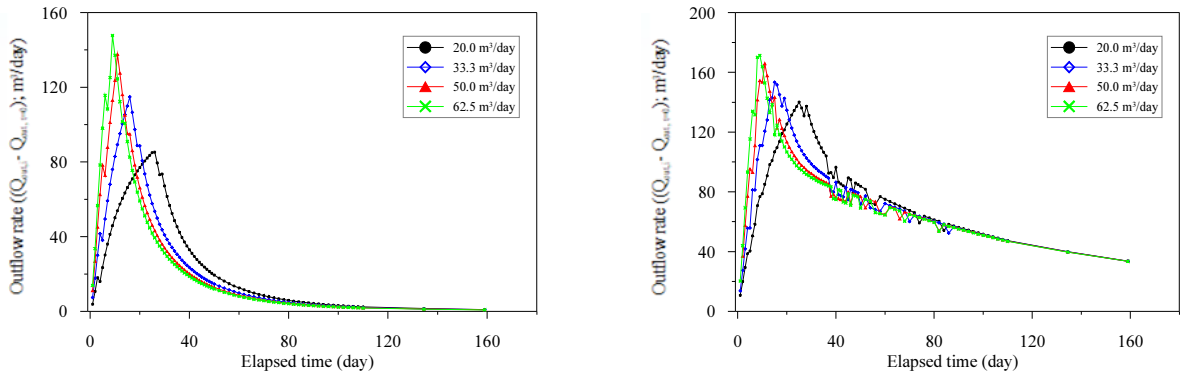 160
120
80
40
0
0 40 80 120 160
Elapsed time (day)
Outflow rate ((Qout,- Qout, t=0); m³/day)
20.0 m³/day
33.3 m³/day
50.0 m³/day
62.5 m³/day
200
160
120
80
40
0
0 40 80 120 160
Elapsed time (day)
Outflow rate ((Qout,- Qout, t=0); m³/day)
20.0 m³/day
33.3 m³/day
50.0 m³/day
62.5 m³/day